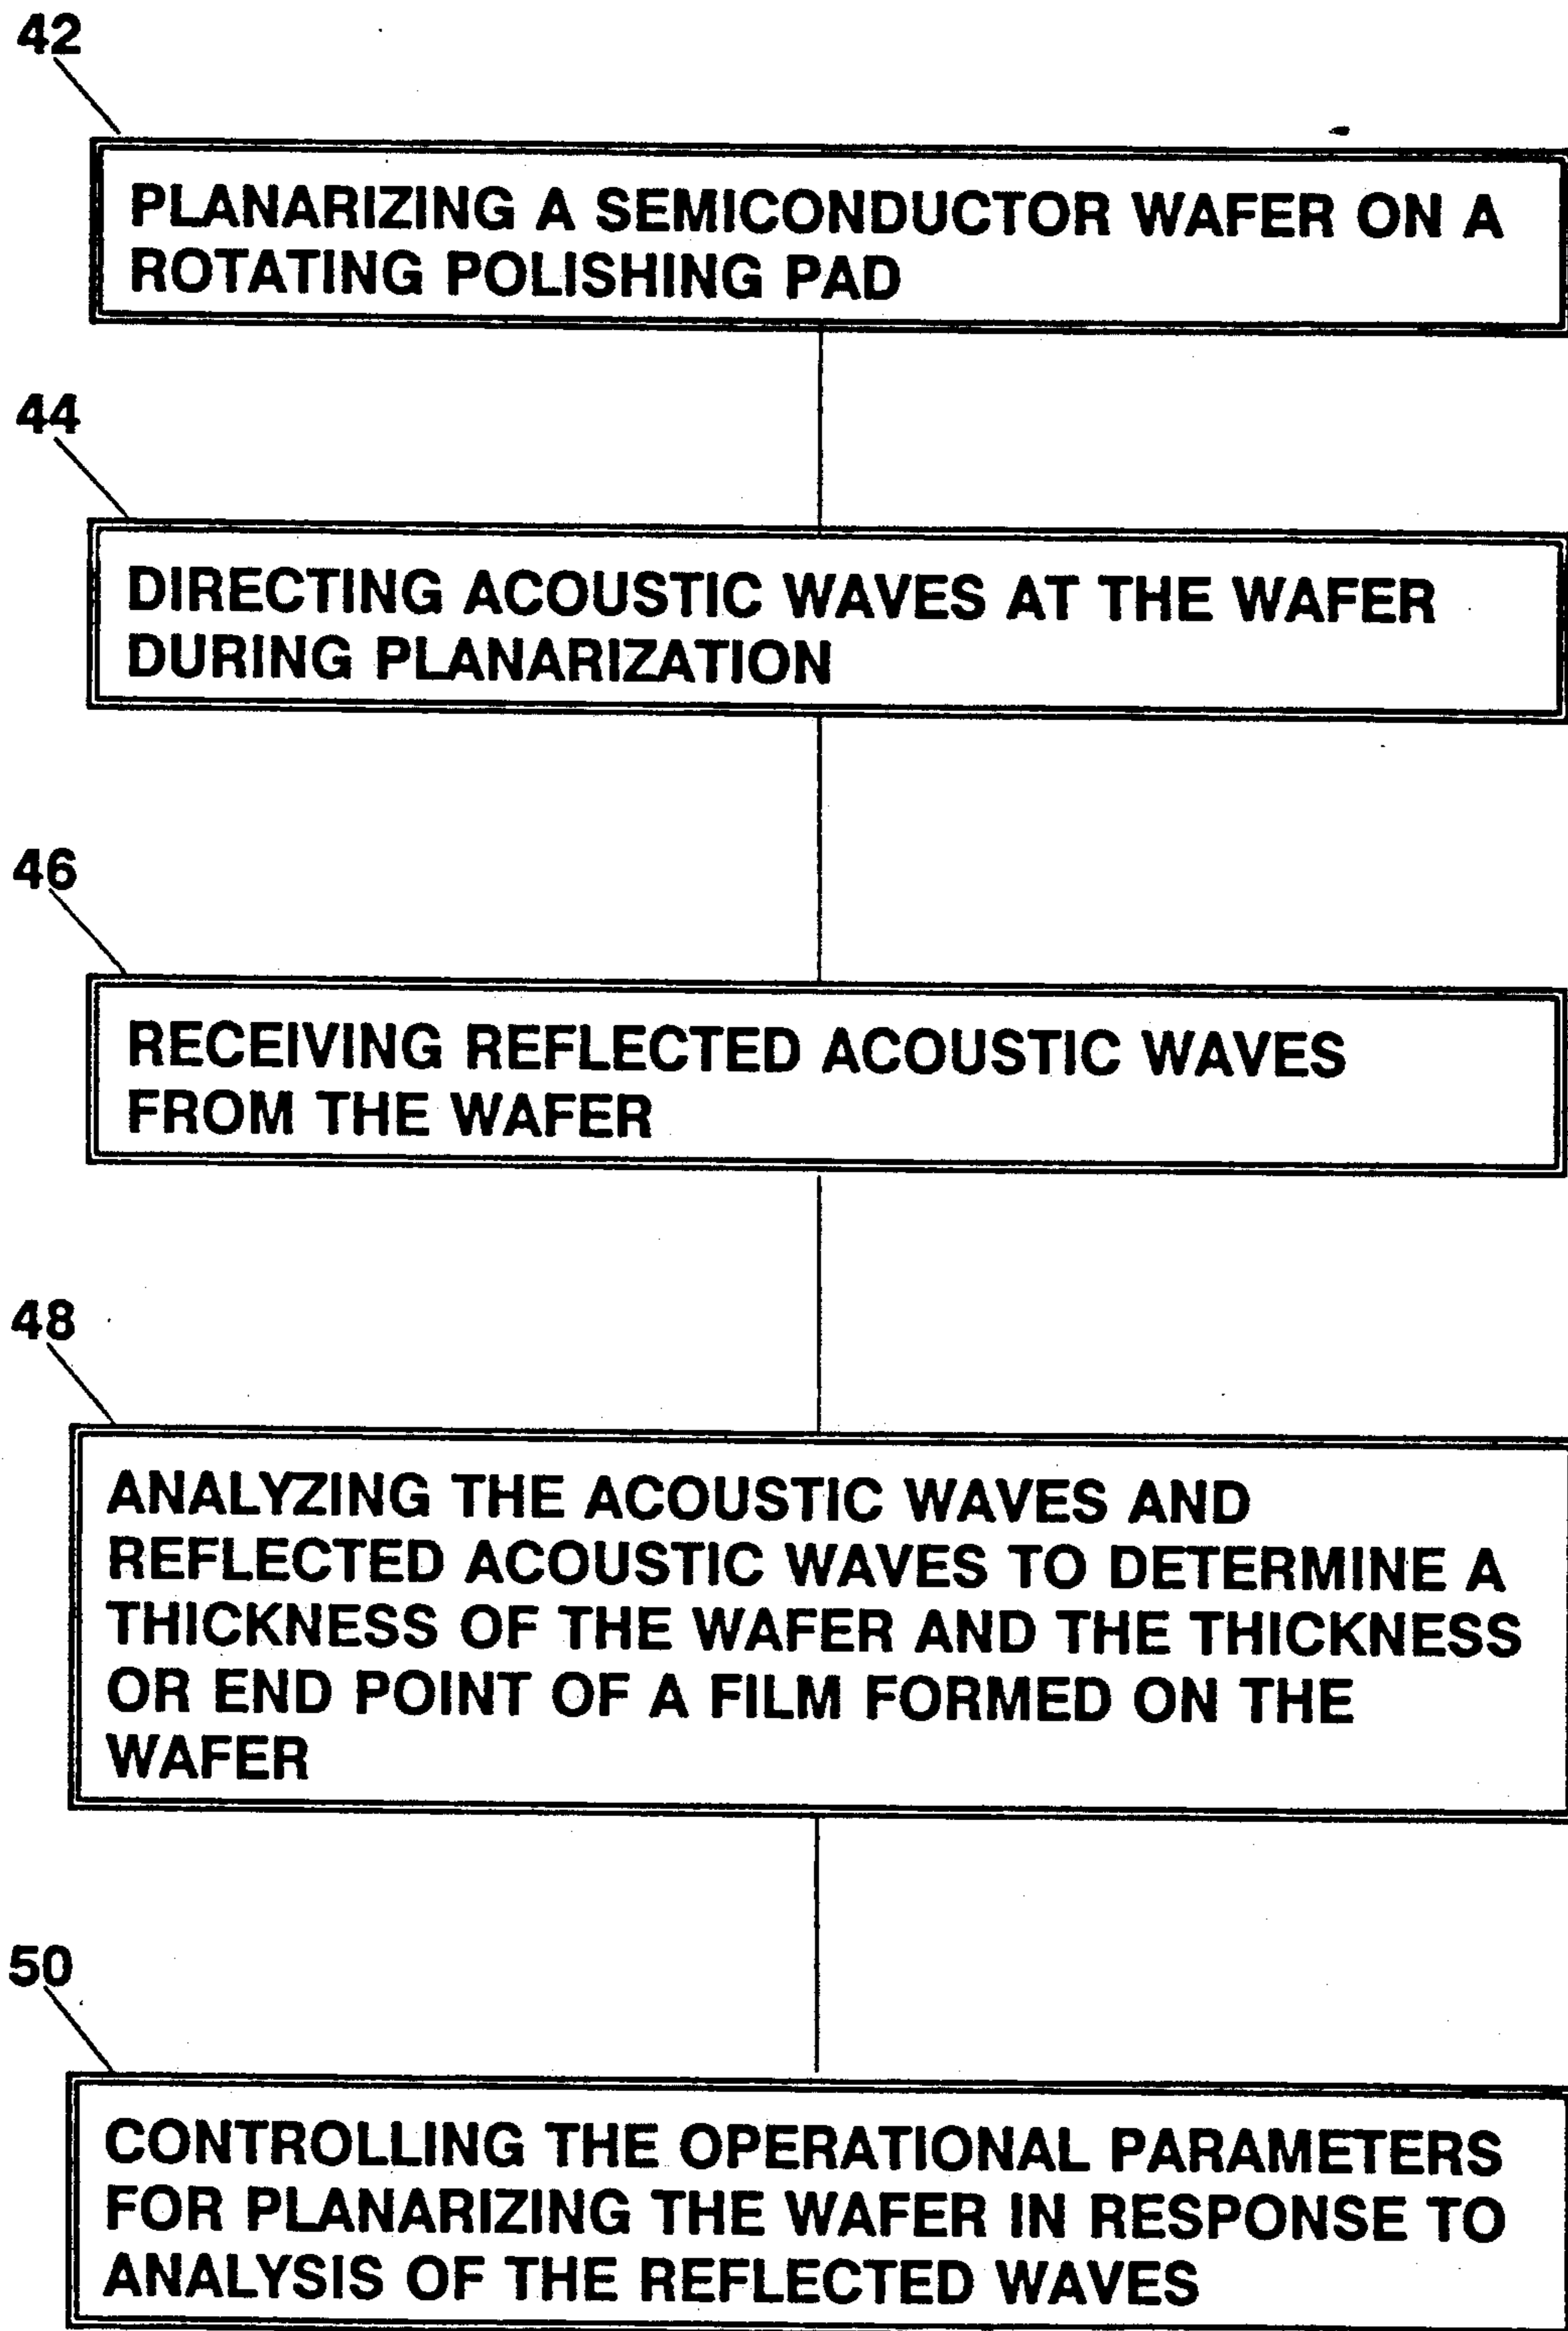 42
PLANARIZING A SEMICONDUCTOR WAFER ON A
ROTATING POLISHING PAD
44
DIRECTING ACOUSTIC WAVES AT THE WAFER
DURING PLANARIZATION
46
RECEIVING REFLECTED ACOUSTIC WAVES
FROM THE WAFER
48
ANALYZING THE ACOUSTIC WAVES AND
REFLECTED ACOUSTIC WAVES TO DETERMINE A
THICKNESS OF THE WAFER AND THE THICKNESS
OR END POINT OF A FILM FORMED ON THE
WAFER
50
CONTROLLING THE OPERATIONAL PARAMETERS
FOR PLANARIZING THE WAFER IN RESPONSE TO
ANALYSIS OF THE REFLECTED WAVES